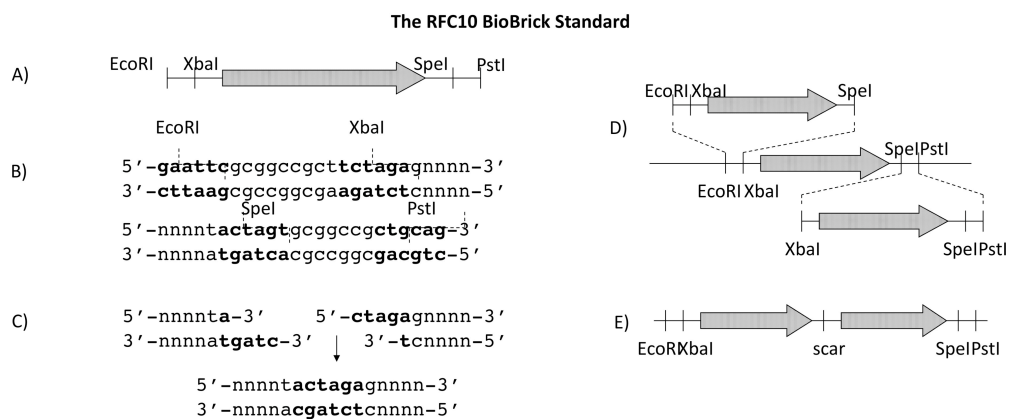 The RFC10 BioBrick Standard
A)
EcoRI XbaI SpeI PstI
B)
EcoRI XbaI
5’-gaattcgcggccgcttctagagnnnn-3’
3’-cttaagcgccggcgaagatctcnnnn-5’
SpeI PstI
5’-nnnntactagtgcggccgctgcag-3’
3’-nnnnatgatcacgccggcgacgtc-5’
C)
5’-nnnnta-3’ 5’-ctagagnnnn-3’
3’-nnnnatgatc-3’ 3’-tcnnnn-5’
5’-nnnntactagagnnnn-3’
3’-nnnnacgatctcnnnn-5’
D)
EcoRI XbaI SpeI
SpeI PstI
EcoRI XbaI
XbaI SpeI PstI
E)
EcoRI XbaI scar SpeI PstI